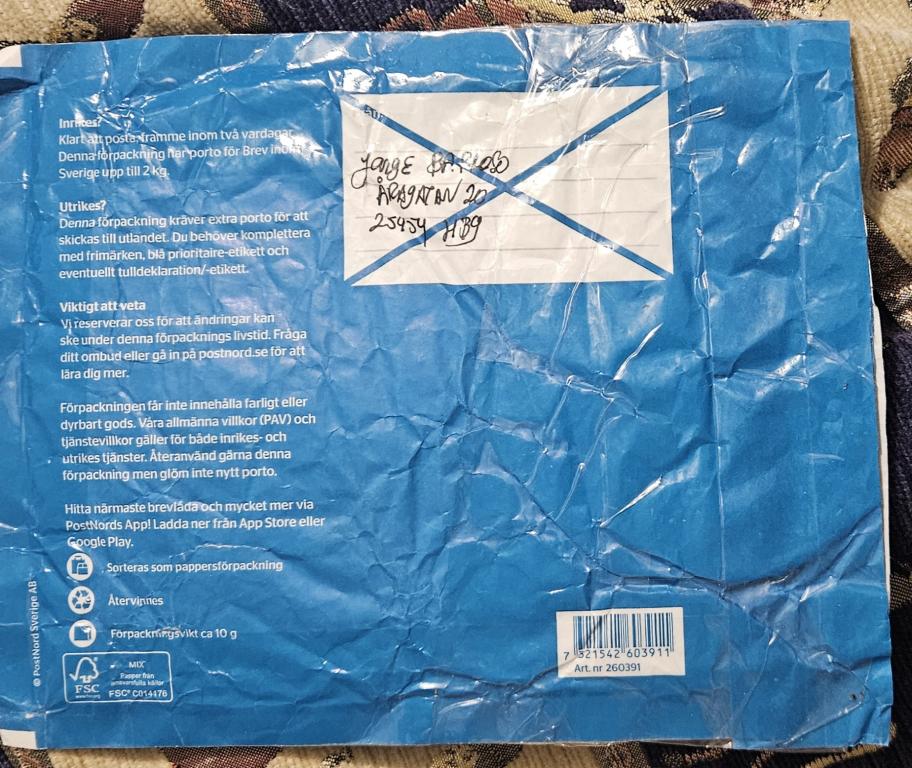 Inrikes?
Klart att posta, framme inom två vardagar.
Denna förpackning har porto för Brev inom
Sverige upp till 2 kg.
Utrikes?
Denna förpackning kräver extra porto för att
skickas till utlandet. Du behöver komplettera
med frimärken, blå prioritaire-etikett och
eventuellt tulldeklaration/-etikett.
Viktigt att veta
Vi reserverar oss för att ändringar kan
ske under denna förpacknings livstid. Fråga
ditt ombud eller gå in på postnord.se för att
lära dig mer.
Förpackningen får inte innehålla farligt eller
dyrbart gods. Våra allmänna villkor (PAV) och
tjänstevillkor gäller för både inrikes- och
utrikes tjänster. Återanvänd gärna denna
förpackning men glöm inte nytt porto.
Hitta närmaste brevlåda och mycket mer via
PostNords App! Ladda ner från App Store eller
Google Play.
Sorteras som pappersförpackning
Återvinnes
Förpackningsvikt ca 10 g
© PostNord Sverige AB
FSC
www.fsc.org
MIX
Papper från
ansvarsfulla källor
FSC® C014176
JORGE
20
25454 HBG
7 321542 603911
Art. nr 260391